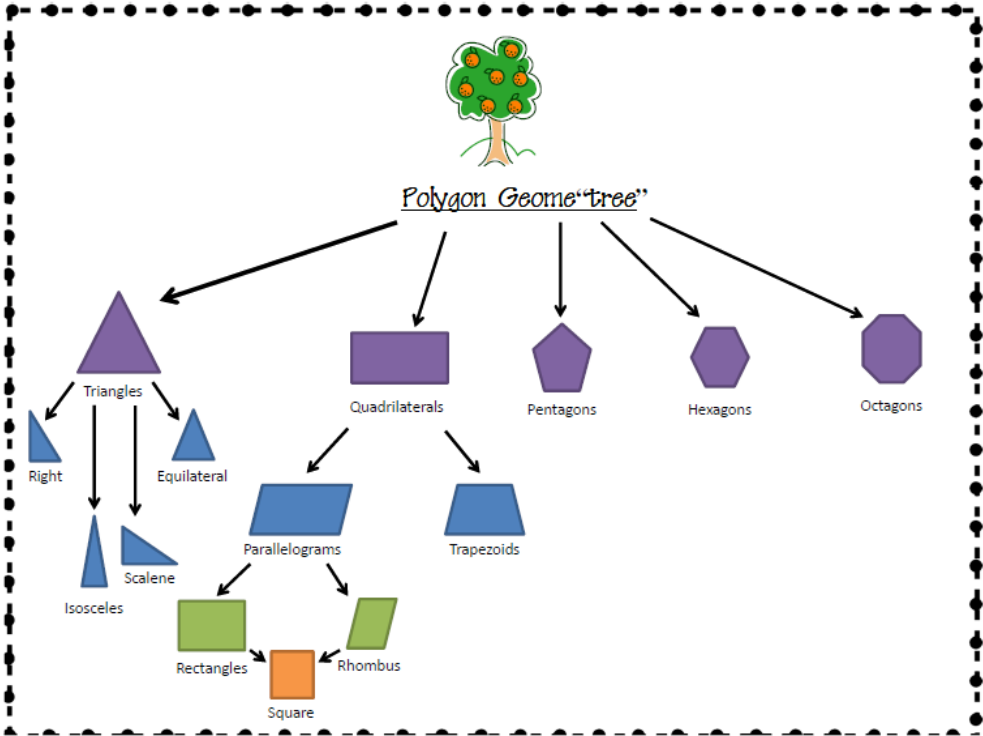 Polygon Geome“tree”
Triangles
Quadrilaterals
Pentagons
Hexagons
Octagons
Right
Equilateral
Isosceles
Scalene
Parallelograms
Trapezoids
Rectangles
Rhombus
Square